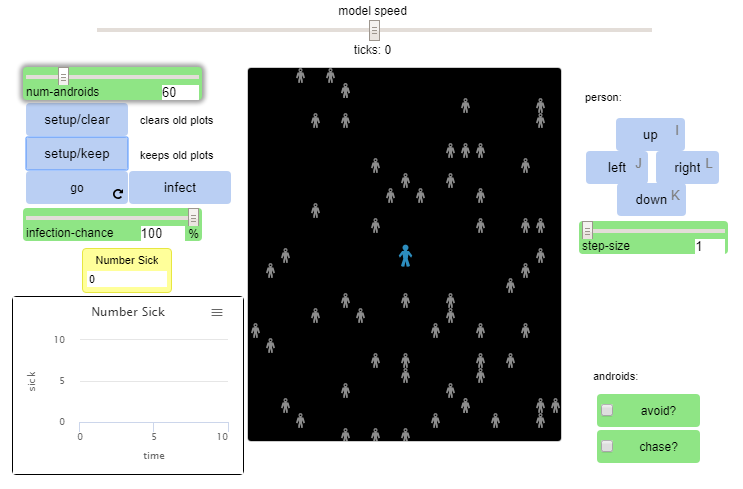 model speed
ticks: 0
num-androids 60
setup/clear clears old plots
setup/keep keeps old plots
go infect
infection-chance 100 %
Number Sick
0
Number Sick
10
5
0
sick
0 5 10
time
person:
up I
left J right L
down K
step-size 1
androids:
avoid?
chase?